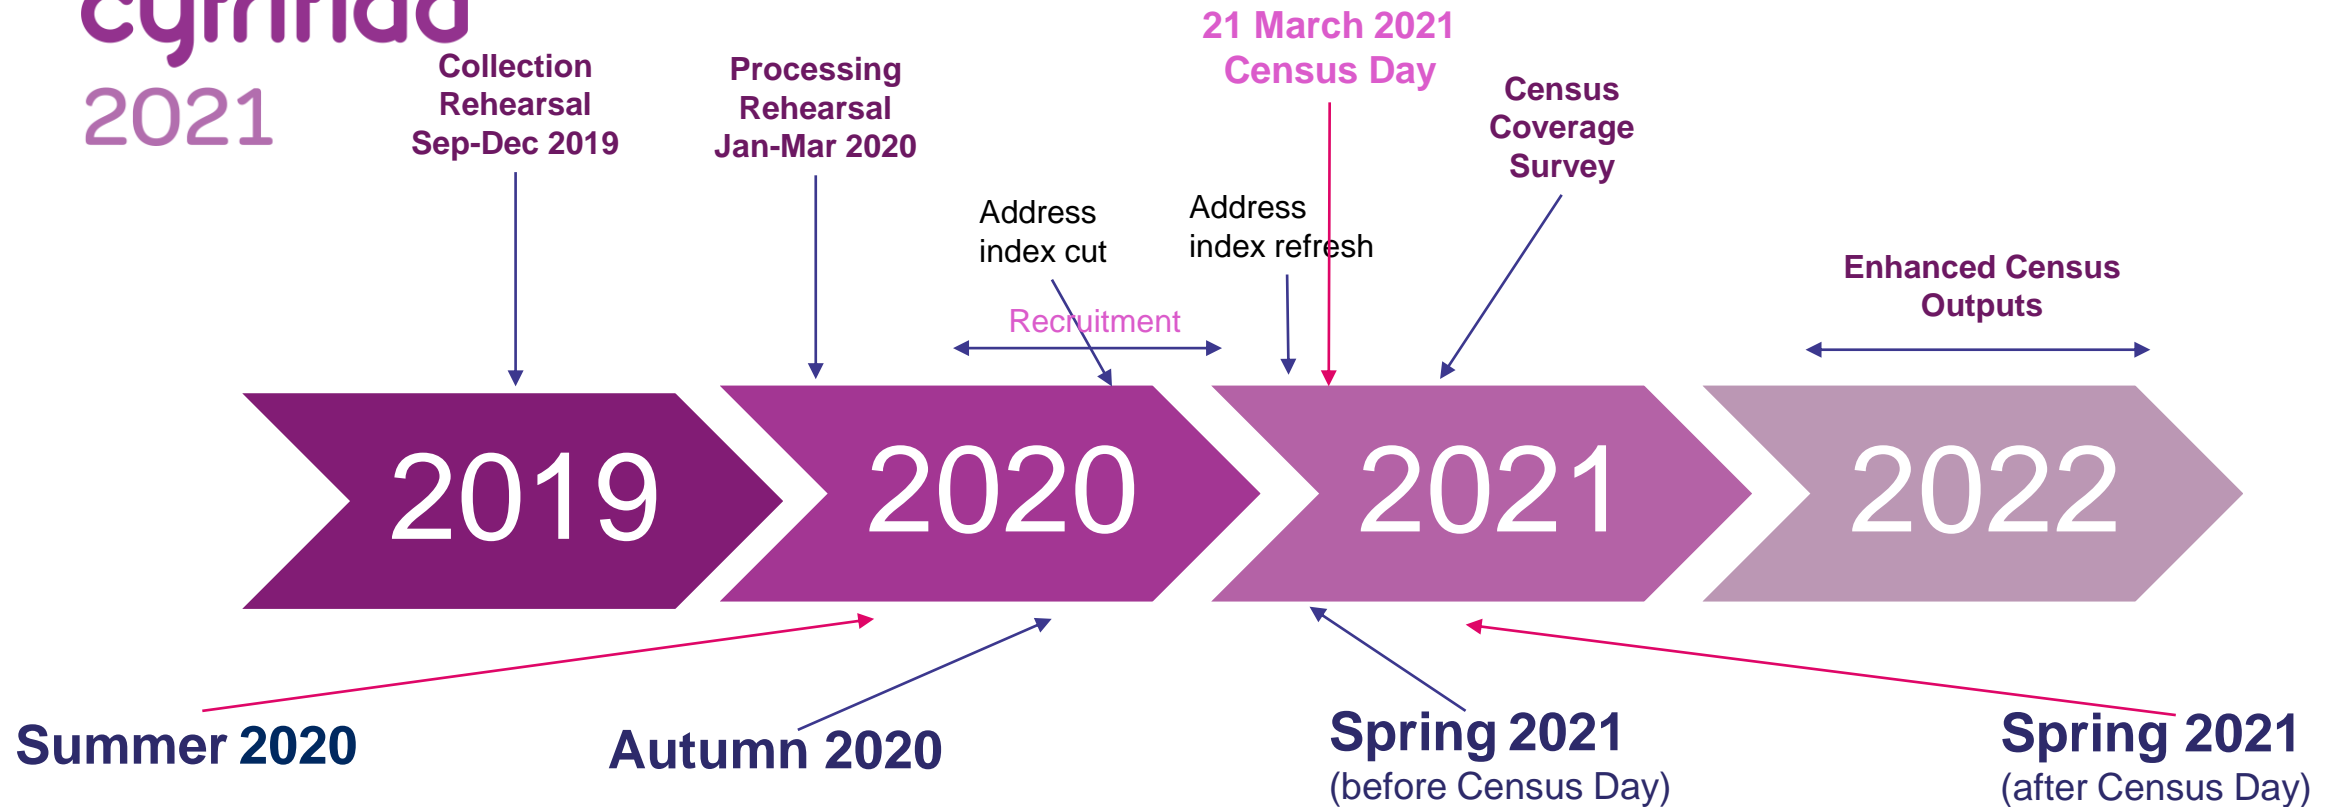 cyfrifiad
2021
Collection
Rehearsal
Sep-Dec 2019
Processing
Rehearsal
Jan-Mar 2020
21 March 2021
Census Day
Census
Coverage
Survey
Address
index cut
Address
index refresh
Recruitment
Enhanced Census
Outputs
2019
2020
2021
2022
Summer 2020
Autumn 2020
Spring 2021
(before Census Day)
Spring 2021
(after Census Day)